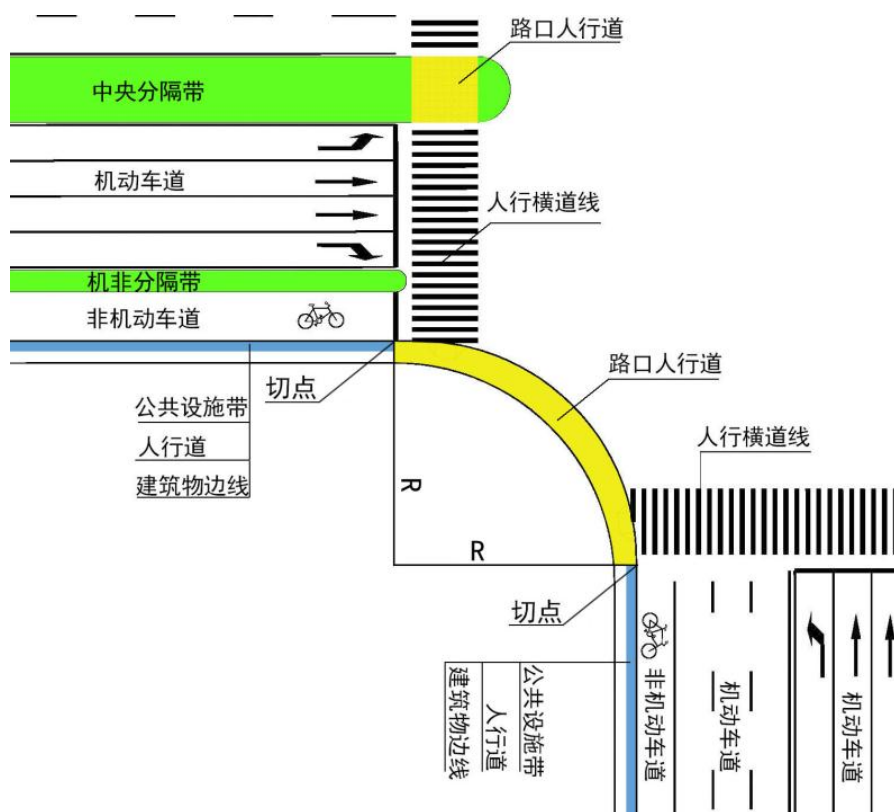 路口人行道
中央分隔带
机动车道
人行横道线
机非分隔带
非机动车道
切点
路口人行道
公共设施带
人行道
建筑物边线
人行横道线
R
R
切点
公共设施带
人行道
建筑物边线
非机动车道
机动车道
机动车道